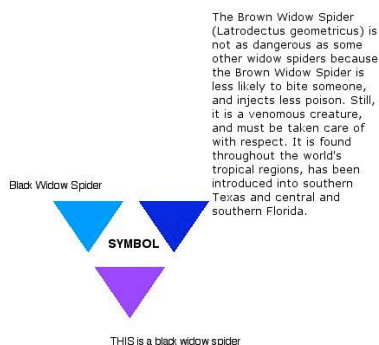 The Brown Widow Spider
(Latrodectus geometricus) is
not as dangerous as some
other widow spiders because
the Brown Widow Spider is
less likely to bite someone,
and injects less poison. Still,
it is a venomous creature,
and must be taken care of
with respect. It is found
throughout the world's
tropical regions, has been
introduced into southern
Texas and central and
southern Florida.
Black Widow Spider
SYMBOL
THIS is a black widow spider